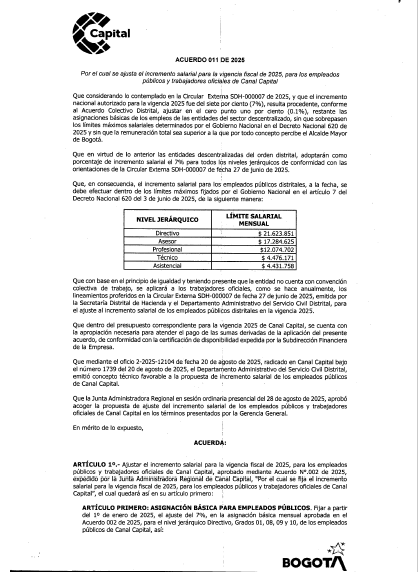 Capital
ACUERDO 011 DE 2025
Por el cual se ajusta el incremento salarial para la vigencia fiscal de 2025, para los empleados
públicos y trabajadores oficiales de Canal Capital
Que considerando lo contemplado en la Circular Externa SDH-000007 de 2025, y que el incremento
nacional autorizado para la vigencia 2025 fue del siete por ciento (7%), resulta procedente, conforme
al Acuerdo Colectivo Distrital, ajustar en el cero punto uno por ciento (0.1%), restante las
asignaciones básicas de los empleos de las entidades del sector descentralizado, sin que sobrepasen
los límites máximos salariales determinados por el Gobierno Nacional en el Decreto Nacional 620 de
2025 y sin que la remuneración total sea superior a la que por todo concepto percibe el Alcalde Mayor
de Bogotá.
Que en virtud de lo anterior las entidades descentralizadas del orden distrital, adoptarán como
porcentaje de incremento salarial el 7% para todos los niveles jerárquicos de conformidad con las
orientaciones de la Circular Externa SDH-000007 de fecha 27 de junio de 2025.
Que, en consecuencia, el incremento salarial para los empleados públicos distritales, a la fecha, se
debe efectuar dentro de los límites máximos fijados por el Gobierno Nacional en el artículo 7 del
Decreto Nacional 620 del 3 de junio de 2025, de la siguiente manera:
NIVEL JERÁRQUICO LÍMITE SALARIAL
MENSUAL
Directivo $ 21.623.851
Asesor $ 17.284.625
Profesional $12.074.702
Técnico $ 4.476.171
Asistencial $ 4.431.758
Que con base en el principio de igualdad y teniendo presente que la entidad no cuenta con convención
colectiva de trabajo, se aplicará a los trabajadores oficiales, como se hace anualmente, los
lineamientos proferidos en la Circular Externa SDH-000007 de fecha 27 de junio de 2025, emitida por
la Secretaría Distrital de Hacienda y el Departamento Administrativo del Servicio Civil Distrital, para
el ajuste al incremento salarial de los empleados públicos distritales en la vigencia 2025.
Que dentro del presupuesto correspondiente para la vigencia 2025 de Canal Capital, se cuenta con
la apropiación necesaria para atender el pago de las sumas derivadas de la aplicación del presente
acuerdo, de conformidad con la certificación de disponibilidad expedida por la Subdirección Financiera
de la Empresa.
Que mediante el oficio 2-2025-12104 de fecha 20 de agosto de 2025, radicado en Canal Capital bajo
el número 1739 del 20 de agosto de 2025, el Departamento Administrativo del Servicio Civil Distrital,
emitió concepto técnico favorable a la propuesta de incremento salarial de los empleados públicos
de Canal Capital.
Que la Junta Administradora Regional en sesión ordinaria presencial del 28 de agosto de 2025, aprobó
acoger la propuesta de ajuste del incremento salarial de los empleados públicos y trabajadores
oficiales de Canal Capital en los términos presentados por la Gerencia General.
En mérito de lo expuesto,
ACUERDA:
ARTÍCULO 1º.- Ajustar el incremento salarial para la vigencia fiscal de 2025, para los empleados
públicos y trabajadores oficiales de Canal Capital, aprobado mediante Acuerdo N°.002 de 2025,
expedido por la Junta Administradora Regional de Canal Capital, "Por el cual se fija el incremento
salarial para la vigencia fiscal de 2025, para los empleados públicos y trabajadores oficiales de Canal
Capital", el cual quedará así en su artículo primero:
ARTÍCULO PRIMERO: ASIGNACIÓN BÁSICA PARA EMPLEADOS PÚBLICOS. Fijar a partir
del 1º de enero de 2025, el ajuste del 7%, en la asignación básica mensual aprobada en el
Acuerdo 002 de 2025, para el nivel jerárquico Directivo, Grados 01, 08, 09 y 10, de los empleados
públicos de Canal Capital, así:
BOGOTÁ